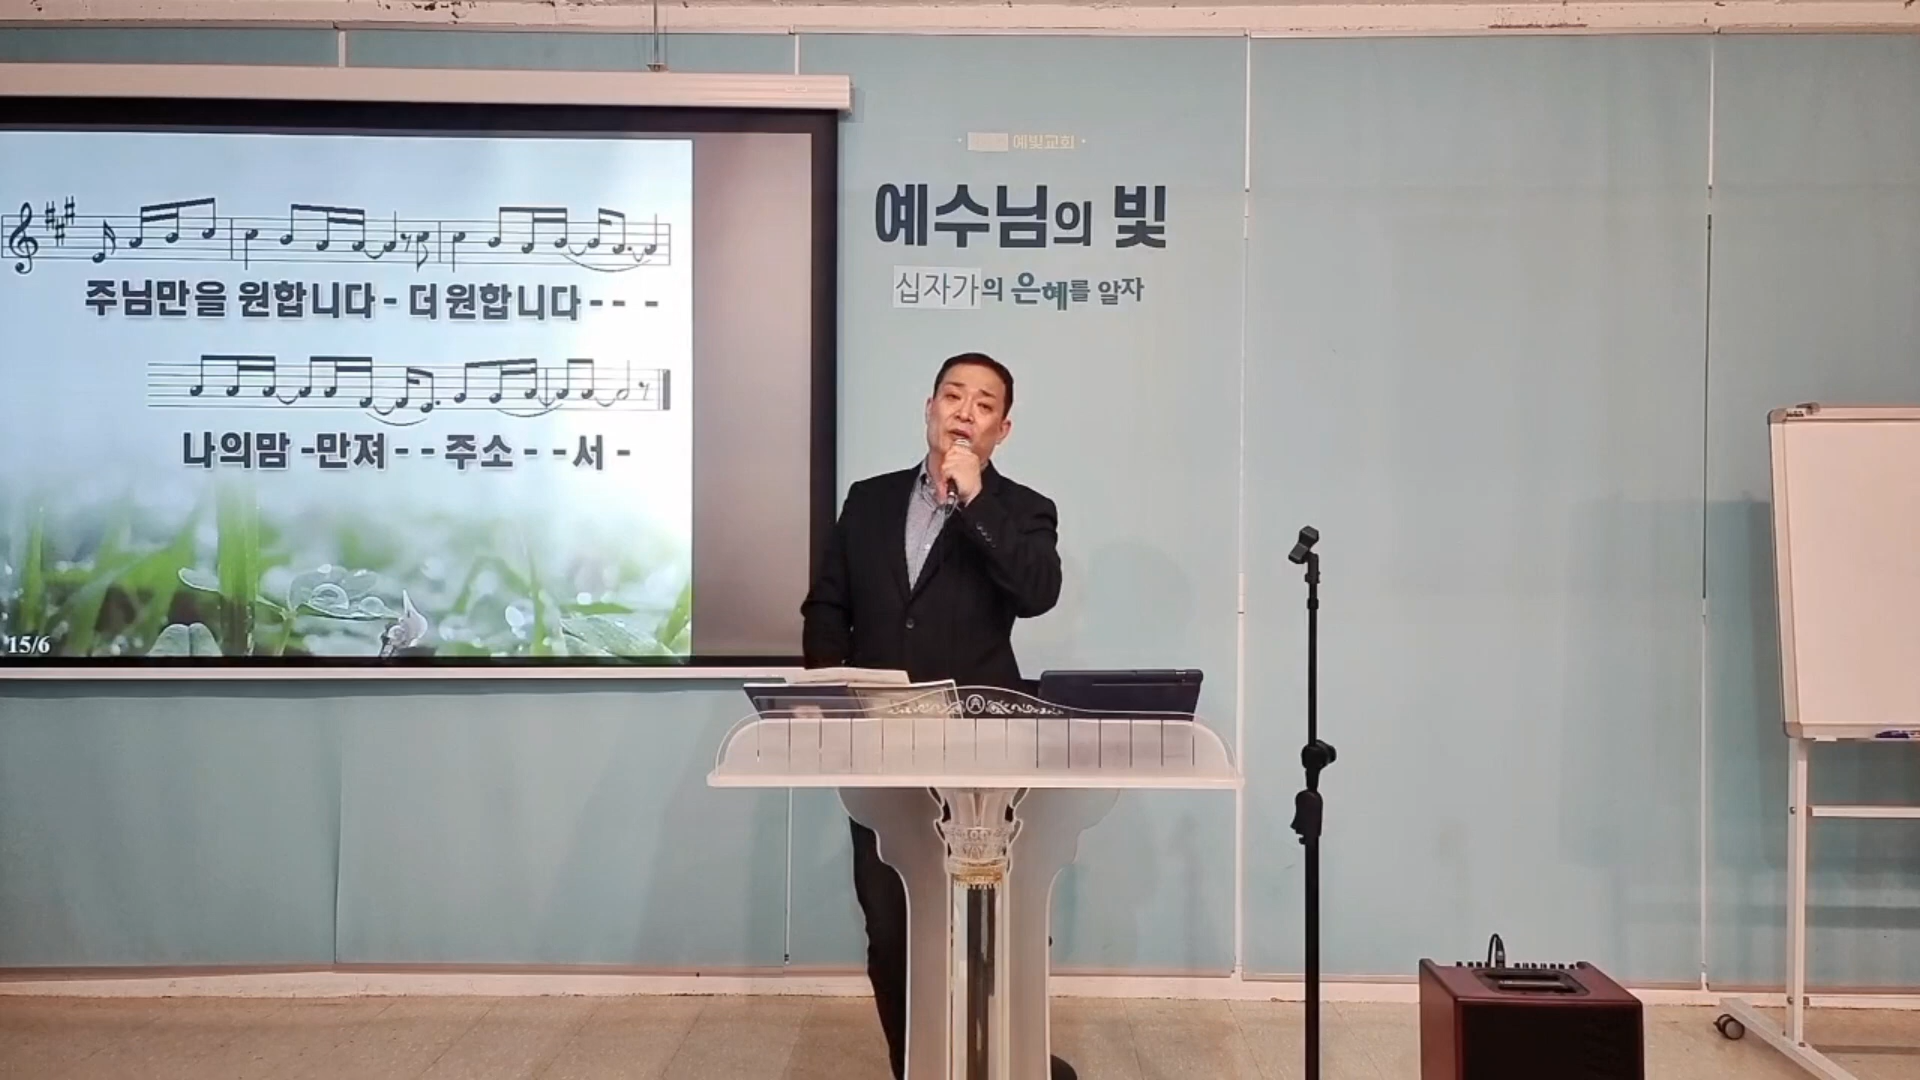 주님만을 원합니다 - 더 원합니다 - - -
나의맘 -만져 - - 주소 - - 서 -
15/6
예빛교회
예수님의 빛
십자가의 은혜를 알자